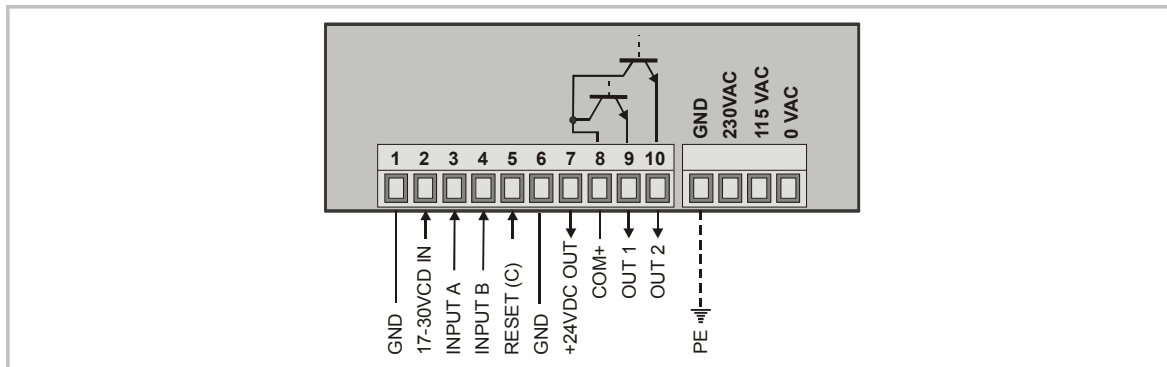 GND
230VAC
115 VAC
0 VAC
1 2 3 4 5 6 7 8 9 10
GND
17-30VCD IN
INPUT A
INPUT B
RESET (C)
GND
+24VDC OUT
COM+
OUT 1
OUT 2
PE